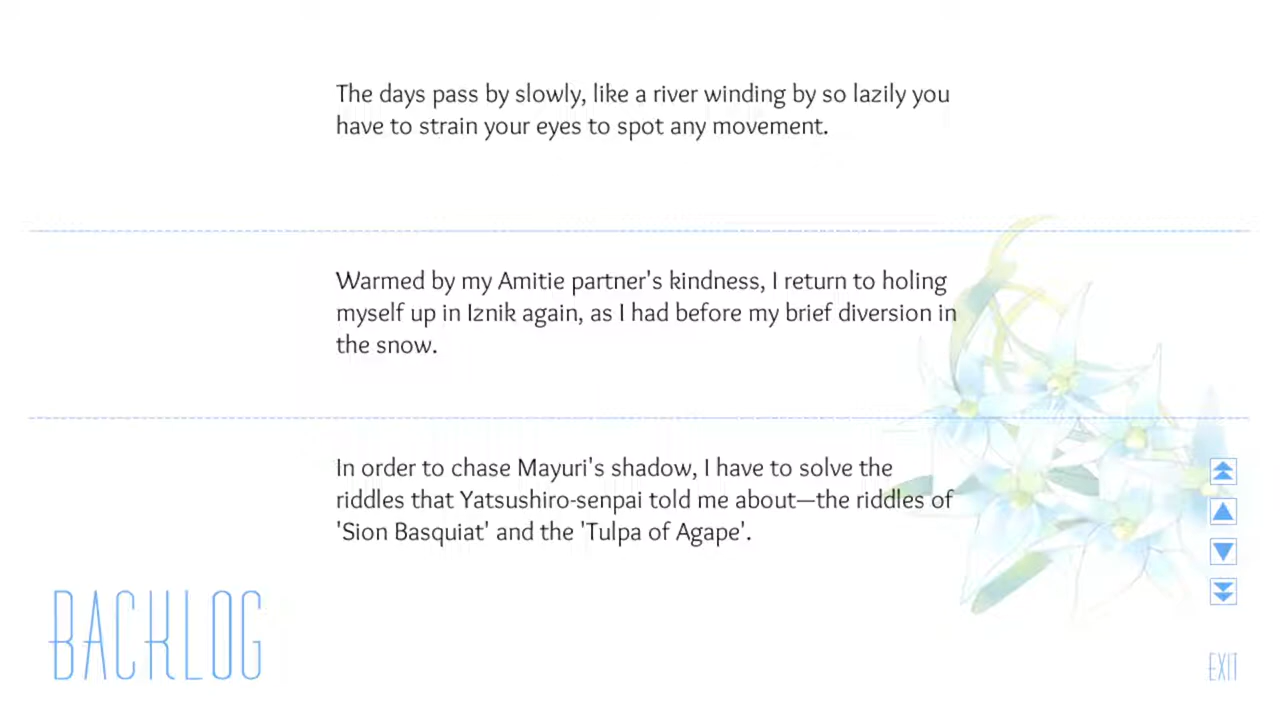 The days pass by slowly, like a river winding by so lazily you
have to strain your eyes to spot any movement.
Warmed by my Amitie partner's kindness, I return to holing
myself up in Iznik again, as I had before my brief diversion in
the snow.
In order to chase Mayuri's shadow, I have to solve the
riddles that Yatsushiro-senpai told me about—the riddles of
'Sion Basquiat' and the 'Tulpa of Agape'.
BACKLOG
EXIT